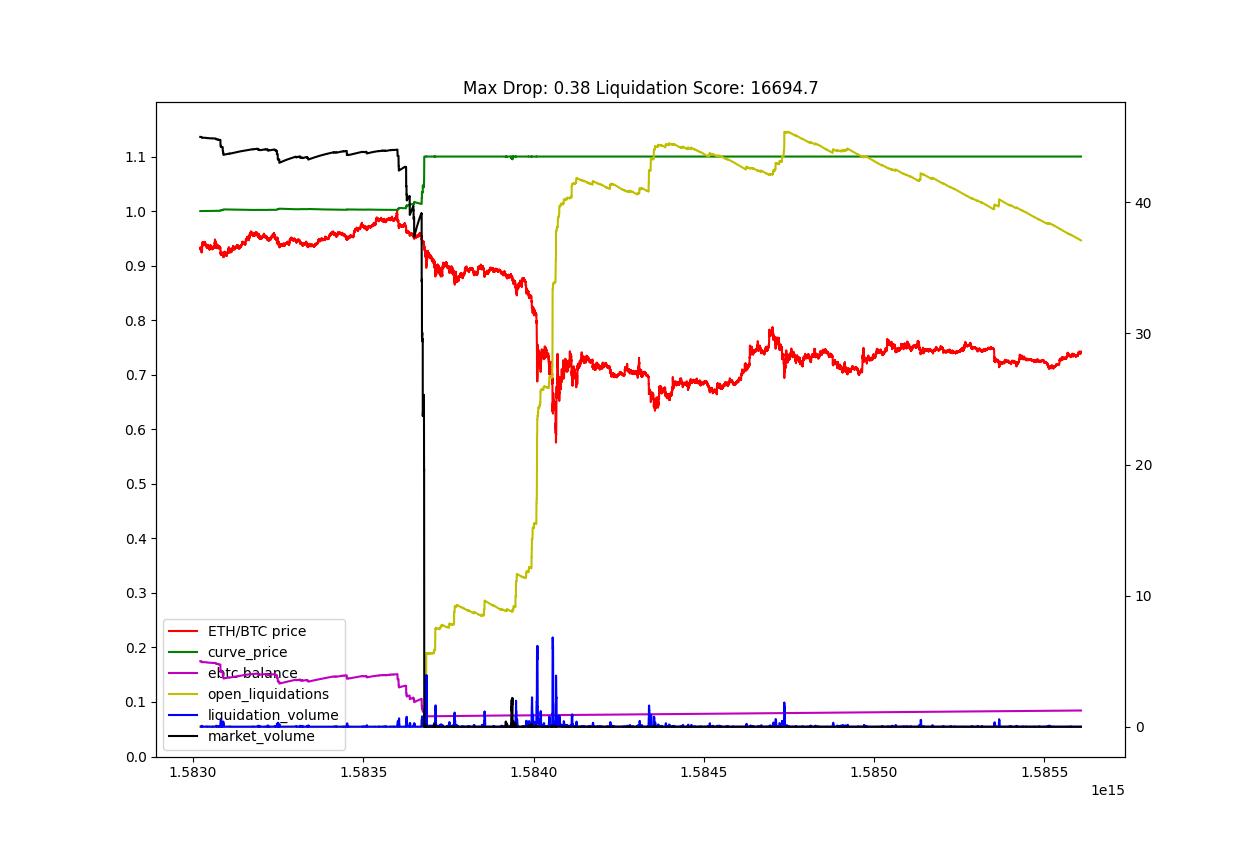 Max Drop: 0.38 Liquidation Score: 16694.7
1.1
1.0
0.9
0.8
0.7
0.6
0.5
0.4
0.3
0.2
0.1
0.0
40
30
20
10
0
ETH/BTC price
curve_price
ebtc balance
open_liquidations
liquidation_volume
market_volume
1.5830 1.5835 1.5840 1.5845 1.5850 1.5855
1e15